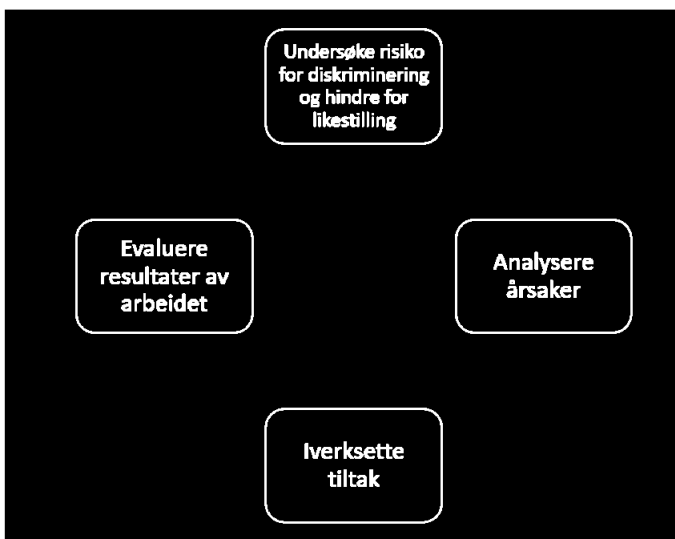 Undersøke risiko
for diskriminering
og hindre for
likestilling
Analysere
årsaker
Iverksette
tiltak
Evaluere
resultater av
arbeidet